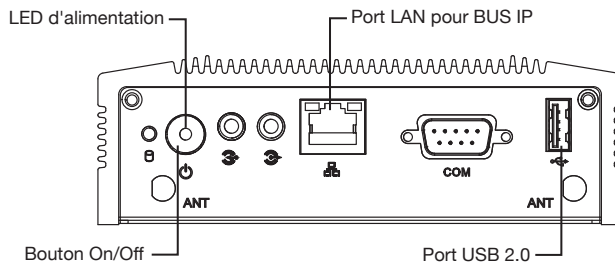 LED d'alimentation
Port LAN pour BUS IP
COM
ANT
ANT
Bouton On/Off
Port USB 2.0